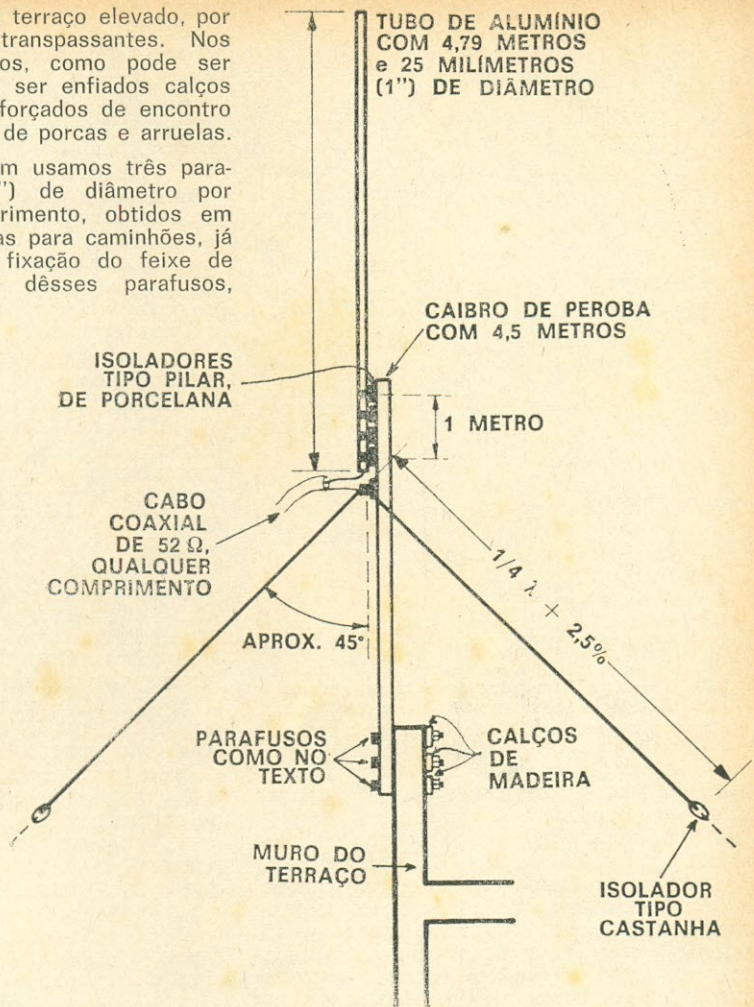 terraço elevado, por
transpassantes. Nos
os, como pode ser
ser enfiados calços
forçados de encontro
de porcas e arruelas.
m usamos três para-
") de diâmetro por
rimento, obtidos em
as para caminhões, já
fixação do feixe de
dêsses parafusos,
TUBO DE ALUMÍNIO
COM 4,79 METROS
e 25 MILÍMETROS
(1") DE DIÂMETRO
CAIBRO DE PEROBA
COM 4,5 METROS
ISOLADORES
TIPO PILAR,
DE PORCELANA
1 METRO
CABO
COAXIAL
DE 52 Ω,
QUALQUER
COMPRIMENTO
1/4 λ + 2,5%
APROX. 45°
PARAFUSOS
COMO NO
TEXTO
CALÇOS
DE
MADEIRA
MURO DO
TERRAÇO
ISOLADOR
TIPO
CASTANHA